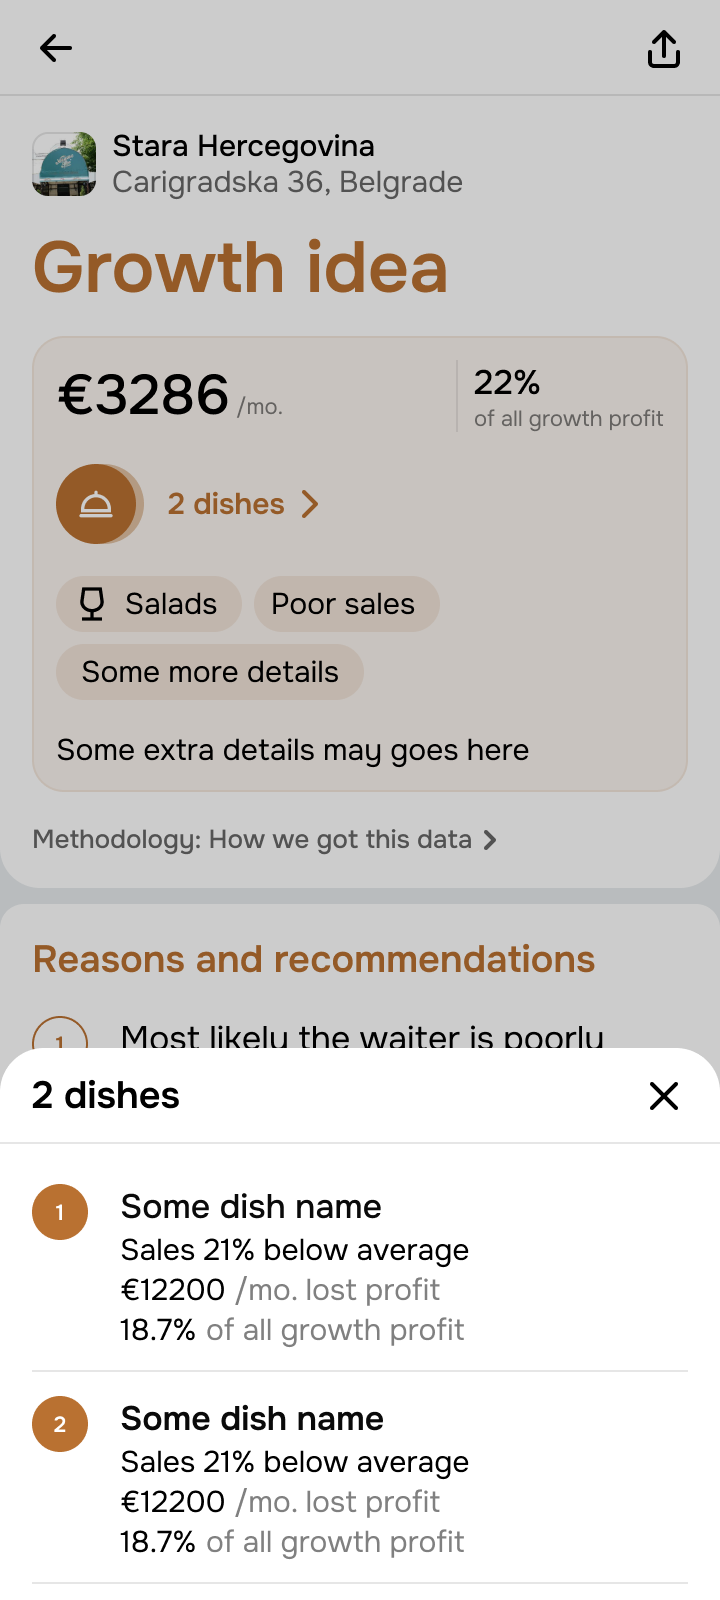 Stara Hercegovina
Carigradska 36, Belgrade
Growth idea
€3286 /mo.
22%
of all growth profit
2 dishes
Salads
Poor sales
Some more details
Some extra details may goes here
Methodology: How we got this data
Reasons and recommendations
1 Most likely the waiter is poorly
2 dishes
1 Some dish name
Sales 21% below average
€12200 /mo. lost profit
18.7% of all growth profit
2 Some dish name
Sales 21% below average
€12200 /mo. lost profit
18.7% of all growth profit